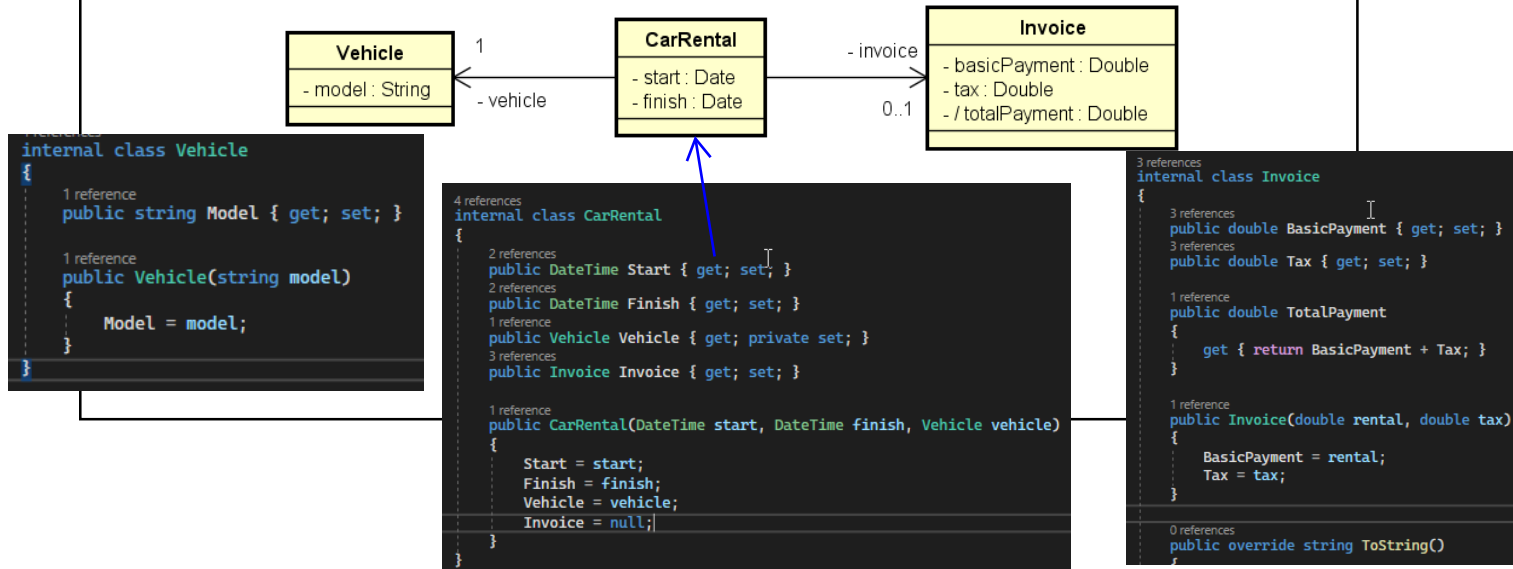 Vehicle
- model : String
1
- vehicle
CarRental
- start : Date
- finish : Date
- invoice
0..1
Invoice
- basicPayment : Double
- tax : Double
- / totalPayment : Double
internal class Vehicle
{
1 reference
public string Model { get; set; }
1 reference
public Vehicle(string model)
{
Model = model;
}
}
4 references
internal class CarRental
{
2 references
public DateTime Start { get; set; }
2 references
public DateTime Finish { get; set; }
1 reference
public Vehicle Vehicle { get; private set; }
3 references
public Invoice Invoice { get; set; }
1 reference
public CarRental(DateTime start, DateTime finish, Vehicle vehicle)
{
Start = start;
Finish = finish;
Vehicle = vehicle;
Invoice = null;
}
}
3 references
internal class Invoice
{
3 references
public double BasicPayment { get; set; }
3 references
public double Tax { get; set; }
1 reference
public double TotalPayment
{
get { return BasicPayment + Tax; }
}
1 reference
public Invoice(double rental, double tax)
{
BasicPayment = rental;
Tax = tax;
}
0 references
public override string ToString()
{